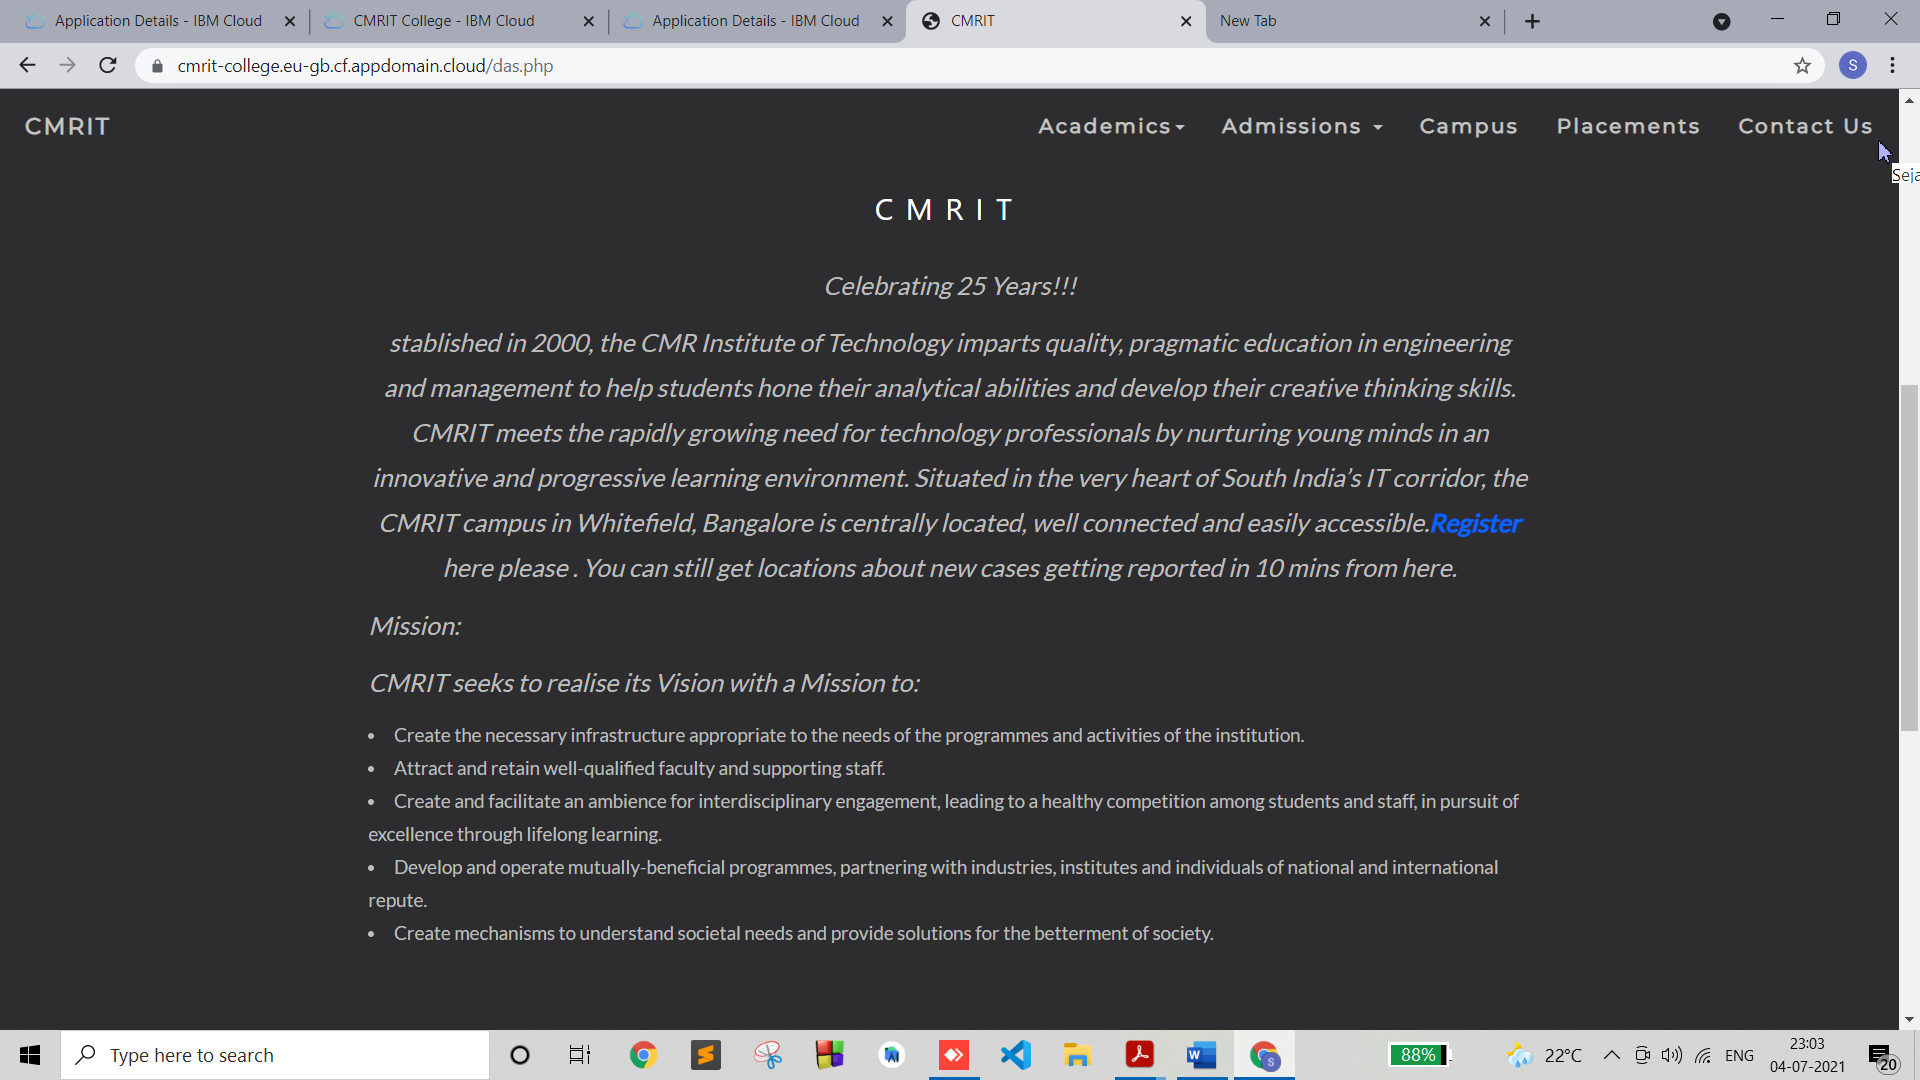 Application Details - IBM Cloud
CMRIT College - IBM Cloud
Application Details - IBM Cloud
CMRIT
New Tab
cmrit-college.eu-gb.cf.appdomain.cloud/das.php
S
CMRIT
Academics
Admissions
Campus
Placements
Contact Us
Seja
CMRIT
Celebrating 25 Years!!!
stablished in 2000, the CMR Institute of Technology imparts quality, pragmatic education in engineering
and management to help students hone their analytical abilities and develop their creative thinking skills.
CMRIT meets the rapidly growing need for technology professionals by nurturing young minds in an
innovative and progressive learning environment. Situated in the very heart of South India’s IT corridor, the
CMRIT campus in Whitefield, Bangalore is centrally located, well connected and easily accessible.Register
here please . You can still get locations about new cases getting reported in 10 mins from here.
Mission:
CMRIT seeks to realise its Vision with a Mission to:
• Create the necessary infrastructure appropriate to the needs of the programmes and activities of the institution.
• Attract and retain well-qualified faculty and supporting staff.
• Create and facilitate an ambience for interdisciplinary engagement, leading to a healthy competition among students and staff, in pursuit of
excellence through lifelong learning.
• Develop and operate mutually-beneficial programmes, partnering with industries, institutes and individuals of national and international
repute.
• Create mechanisms to understand societal needs and provide solutions for the betterment of society.
Type here to search
88%
22°C
ENG
23:03
04-07-2021
20